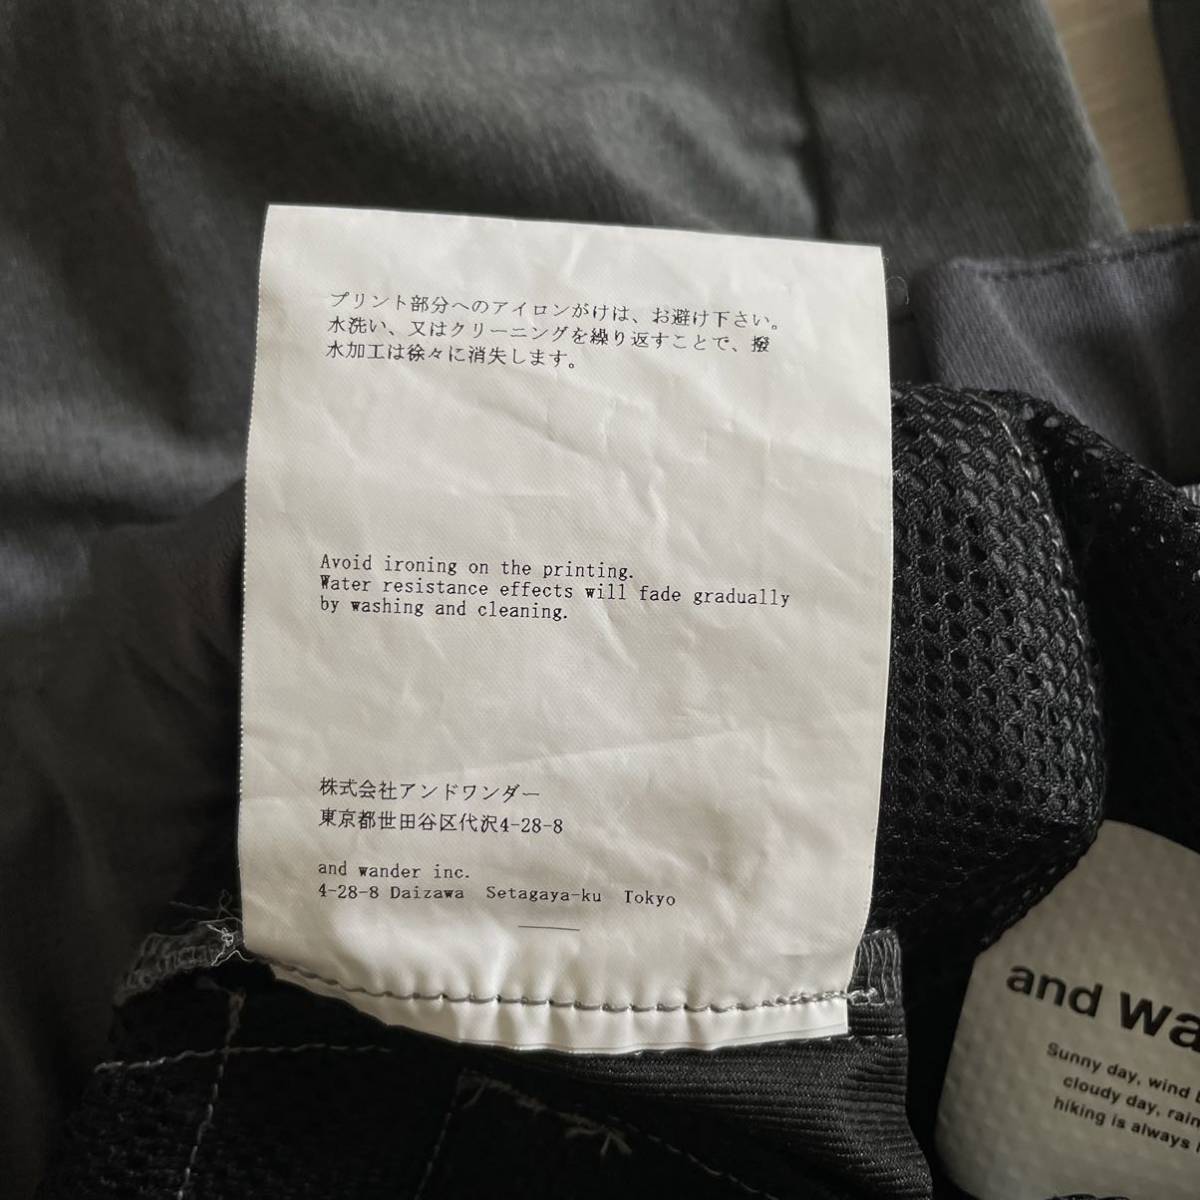 プリント部分へのアイロンがけは、お避け下さい。
水洗い、又はクリーニングを繰り返すことで、撥
水加工は徐々に消失します。
Avoid ironing on the printing.
Water resistance effects will fade gradually
by washing and cleaning.
株式会社アンドワンダー
東京都世田谷区代沢4-28-8
and wander inc.
4-28-8 Daizawa Setagaya-ku Tokyo
and wa
Sunny day, wind
cloudy day, rain
hiking is always